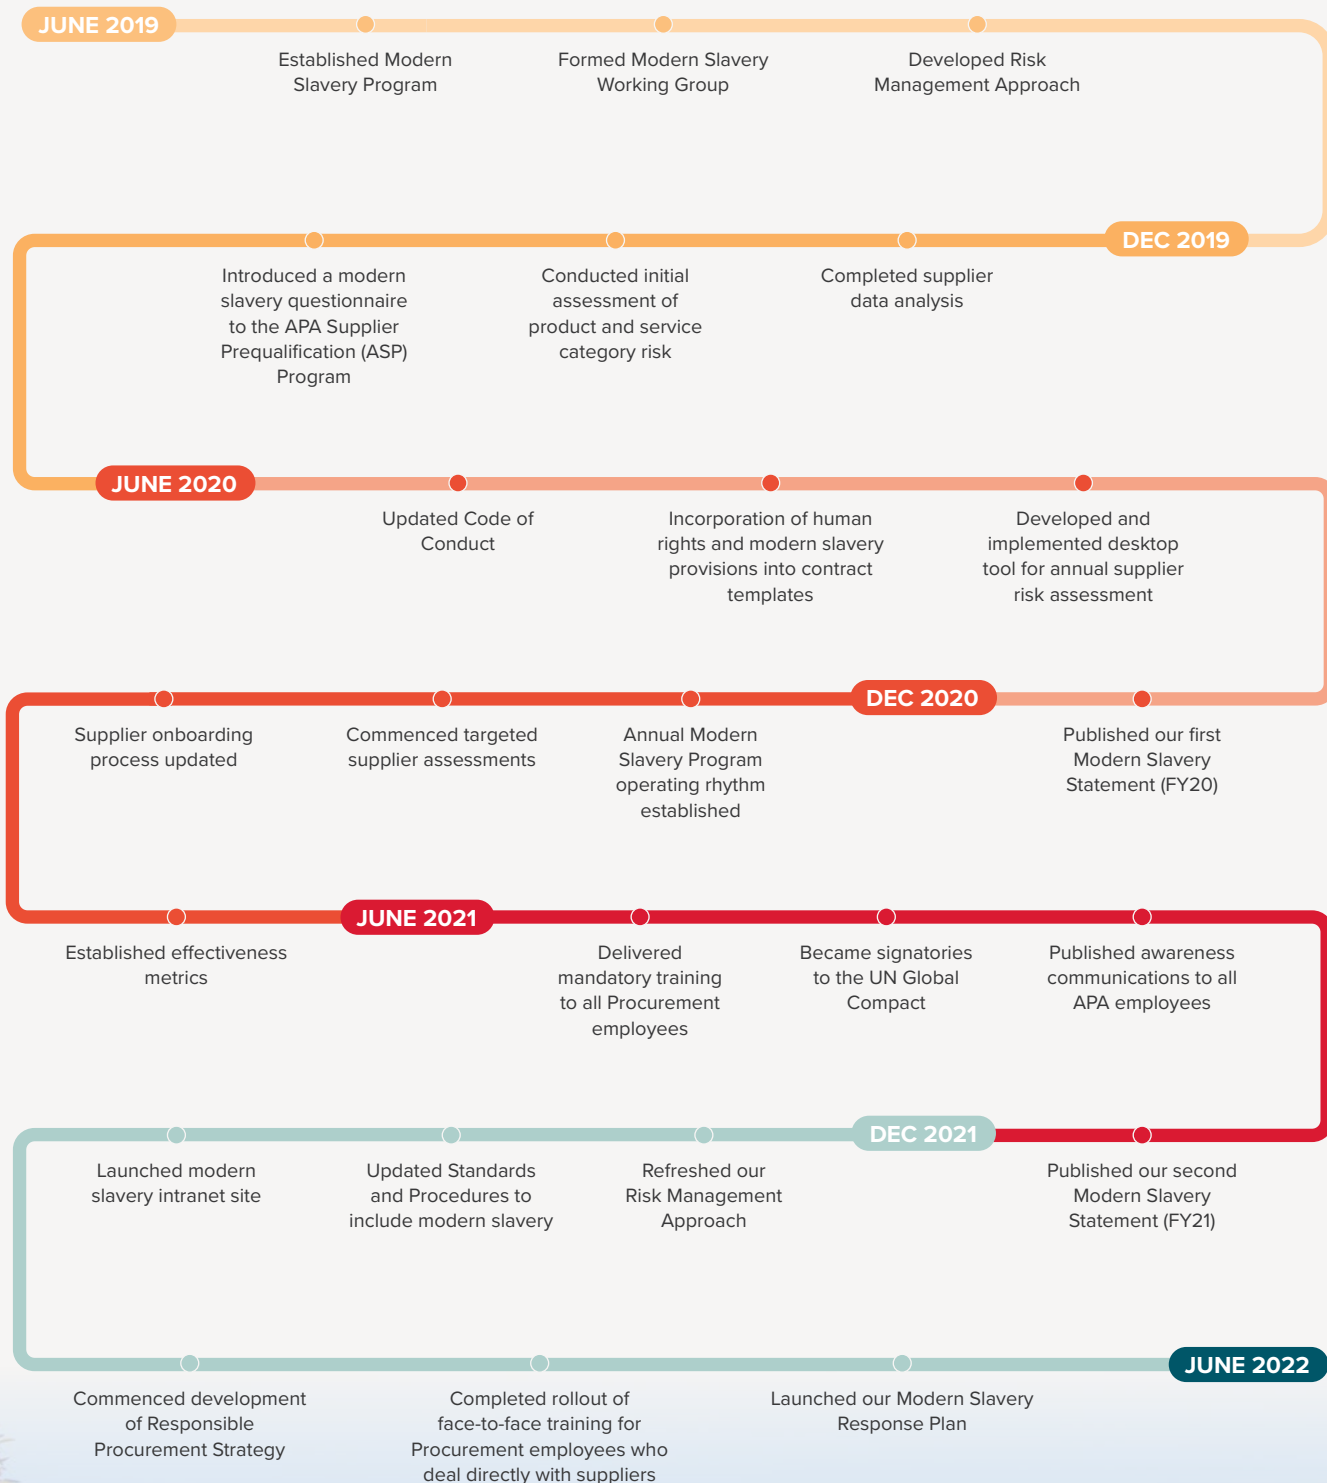 JUNE 2019
Established Modern
Slavery Program
Formed Modern Slavery
Working Group
Developed Risk
Management Approach
DEC 2019
Completed supplier
data analysis
Conducted initial
assessment of
product and service
category risk
Introduced a modern
slavery questionnaire
to the APA Supplier
Prequalification (ASP)
Program
JUNE 2020
Updated Code of
Conduct
Incorporation of human
rights and modern slavery
provisions into contract
templates
Developed and
implemented desktop
tool for annual supplier
risk assessment
Published our first
Modern Slavery
Statement (FY20)
DEC 2020
Annual Modern
Slavery Program
operating rhythm
established
Commenced targeted
supplier assessments
Supplier onboarding
process updated
Established effectiveness
metrics
JUNE 2021
Delivered
mandatory training
to all Procurement
employees
Became signatories
to the UN Global
Compact
Published awareness
communications to all
APA employees
Published our second
Modern Slavery
Statement (FY21)
DEC 2021
Refreshed our
Risk Management
Approach
Updated Standards
and Procedures to
include modern slavery
Launched modern
slavery intranet site
Commenced development
of Responsible
Procurement Strategy
Completed rollout of
face-to-face training for
Procurement employees who
deal directly with suppliers
Launched our Modern Slavery
Response Plan
JUNE 2022